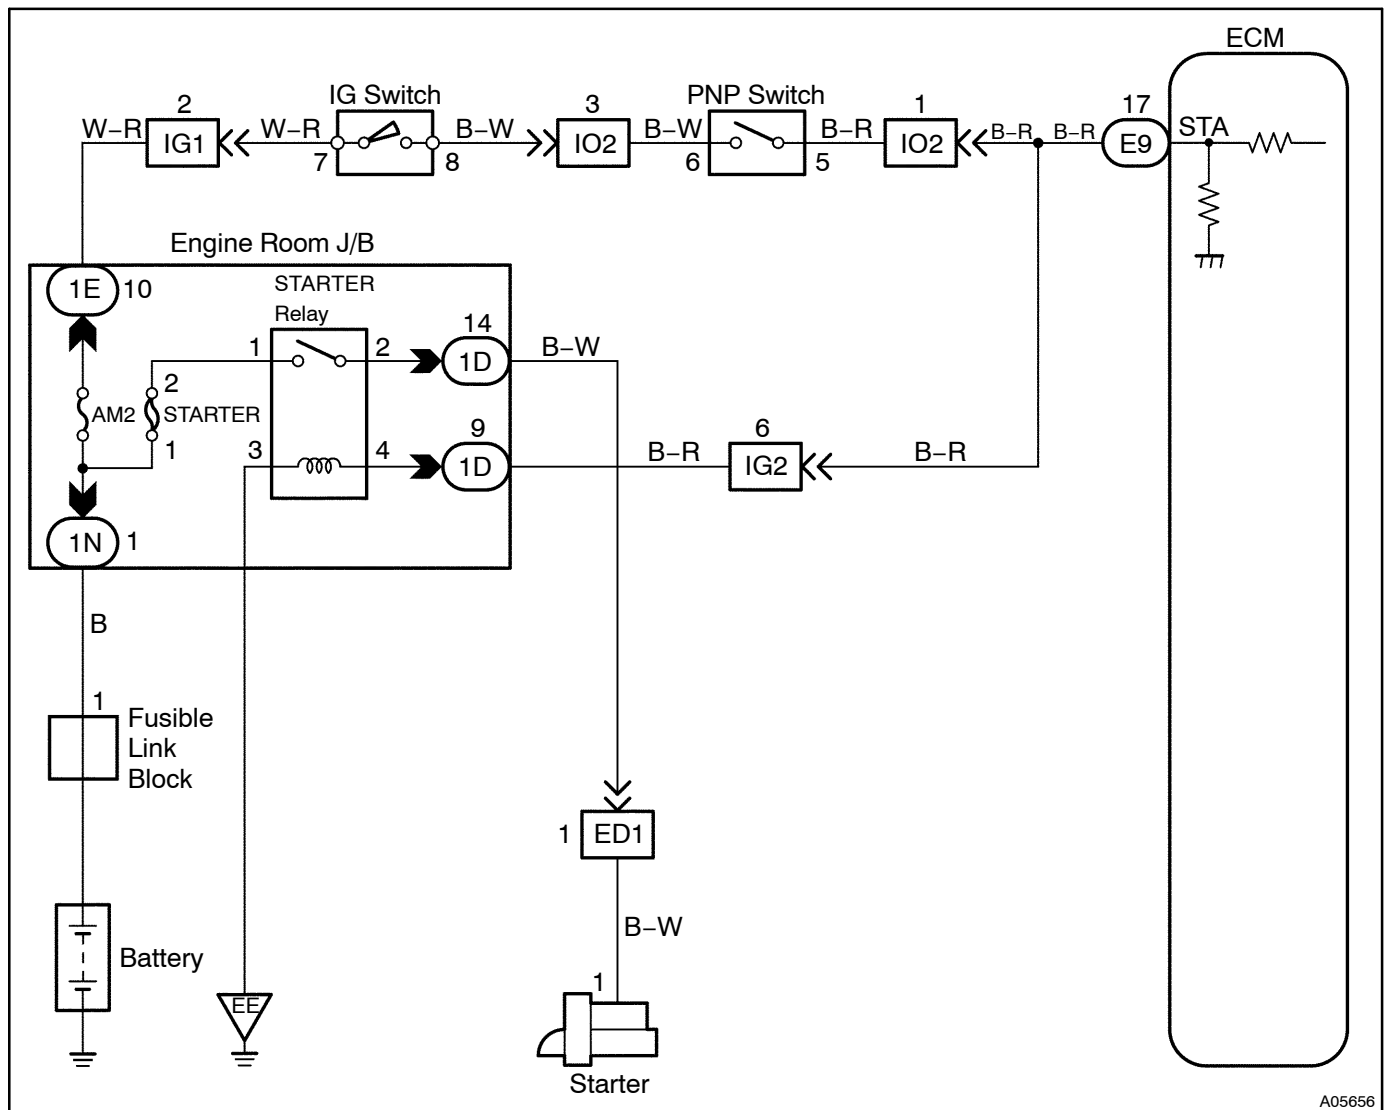 ECM
2
IG Switch
3
PNP Switch
1
17
W–R
IG1
W–R
B–W
IO2
B–W
B–R
IO2
B–R
B–R
E9
STA
7
8
6
5
Engine Room J/B
1E
10
STARTER
Relay
14
1
2
1D
B–W
2
AM2
STARTER
1
9
6
3
4
1D
B–R
IG2
B–R
1N
1
B
1
Fusible
Link
Block
1
ED1
B–W
Battery
EE
1
Starter
A05656